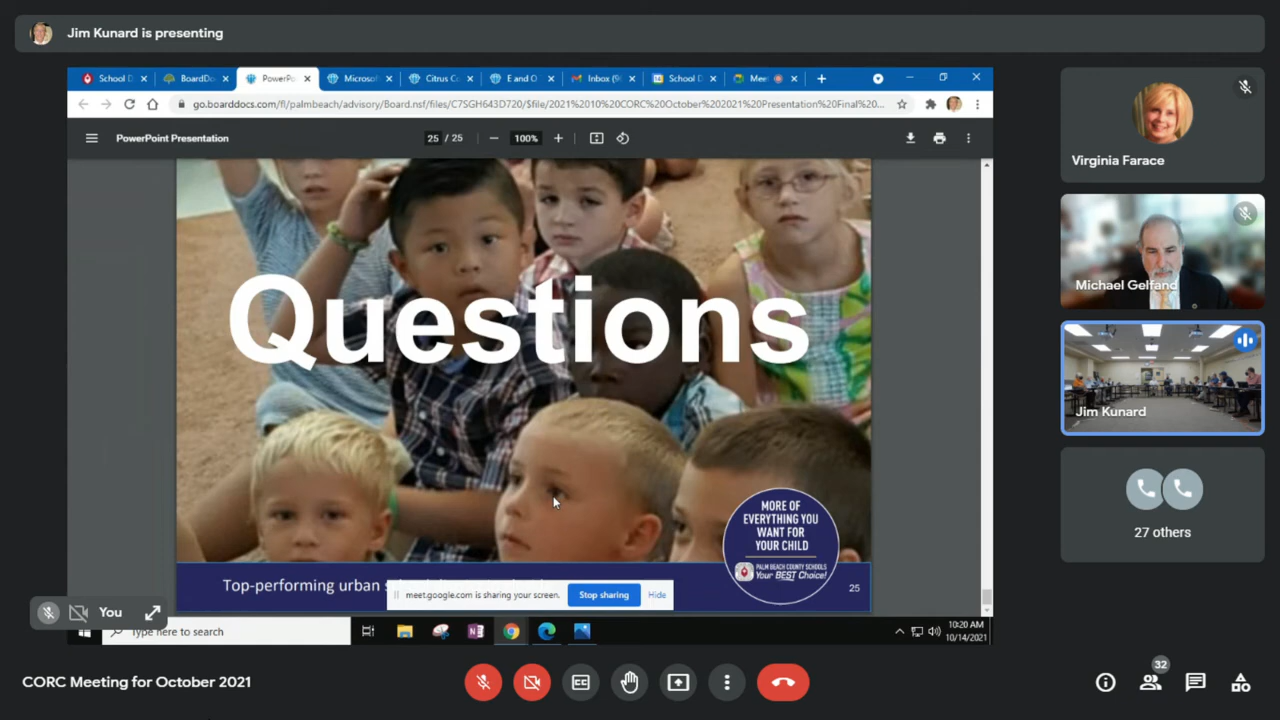 Jim Kunard is presenting
School D
BoardDo
PowerPo
Microsof
Citrus Co
E and O
Inbox (9
School D
Meet
go.boarddocs.com/fl/palmbeach/advisory/Board.nsf/files/C7SGH643D720/$file/2021%2010%20CORC%20October%202021%20Presentation%20Final%20...
PowerPoint Presentation
25 / 25
100%
Questions
MORE OF
EVERYTHING YOU
WANT FOR
YOUR CHILD
PALM BEACH COUNTY SCHOOLS
Your BEST Choice!
Top-performing urban
25
meet.google.com is sharing your screen.
Stop sharing
Hide
You
Type here to search
10:20 AM
10/14/2021
Virginia Farace
Michael Gelfand
Jim Kunard
27 others
CORC Meeting for October 2021
32